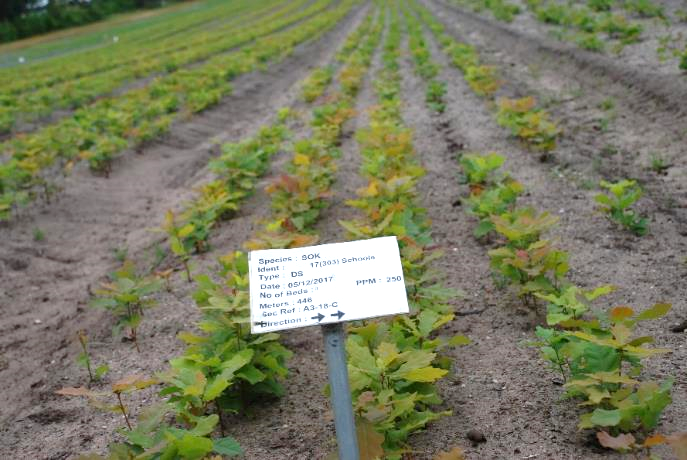 Species : SOK
Ident : 17(303) Schools
Type : DS
Date : 05/12/2017
No of Beds : PPM : 250
Meters : 446
Sec Ref : A3-18-C
Direction : →→